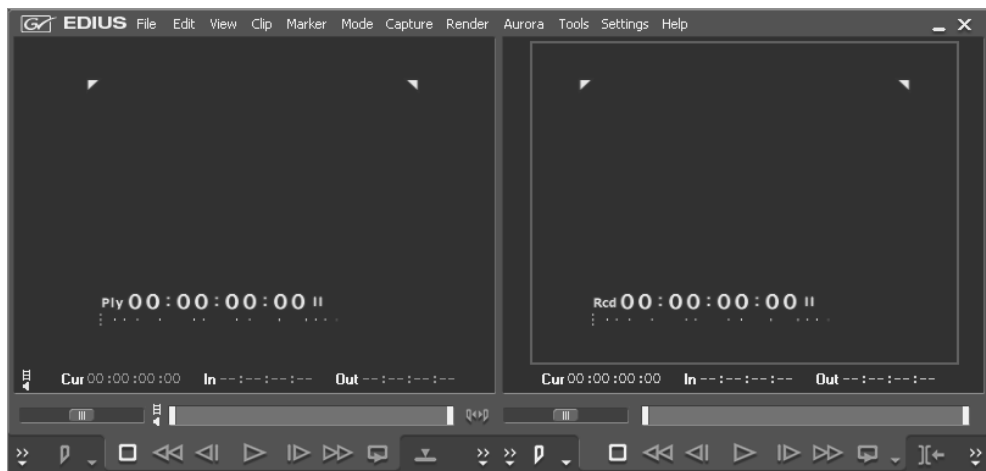 GV EDIUS File Edit View Clip Marker Mode Capture Render Aurora Tools Settings Help
Ply 00:00:00:00
Rcd 00:00:00:00
Cur 00:00:00:00 In --:--:--:-- Out --:--:--:--
Cur 00:00:00:00 In --:--:--:-- Out --:--:--:--